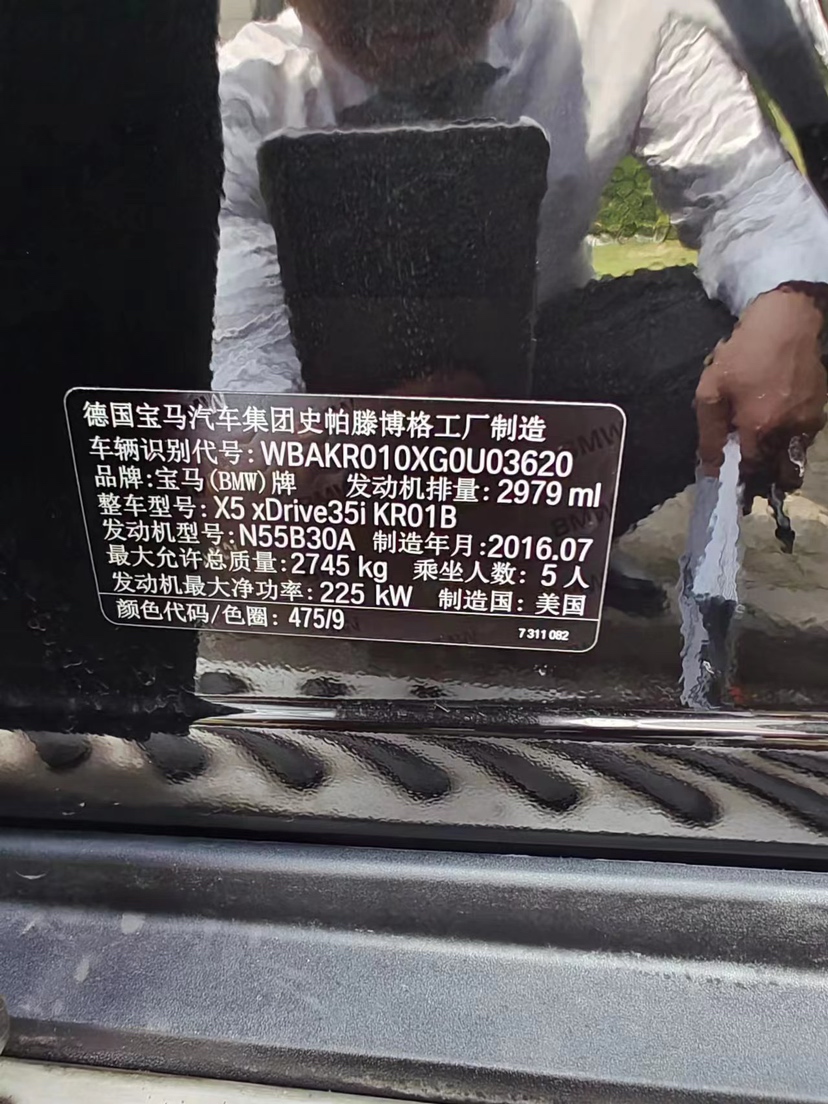 德国宝马汽车集团史帕滕博格工厂制造
车辆识别代号: WBAKR010XG0U03620
品牌:宝马(BMW)牌 发动机排量: 2979 ml
整车型号: X5 xDrive35i KR01B
发动机型号: N55B30A 制造年月:2016.07
最大允许总质量: 2745 kg 乘坐人数: 5 人
发动机最大净功率: 225 kW 制造国: 美国
颜色代码/色圈: 475/9
7 311 082